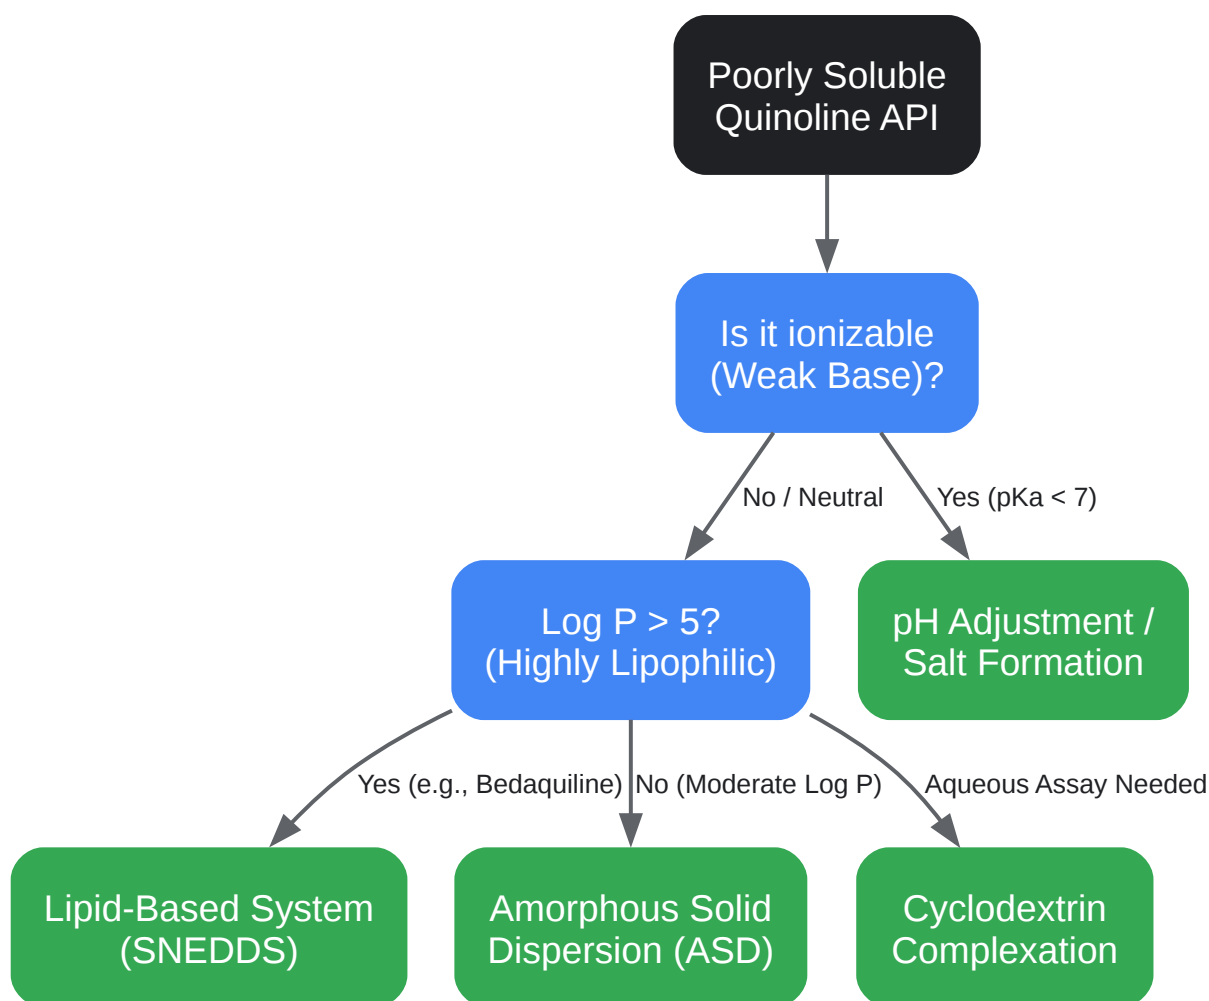 Poorly Soluble
Quinoline API
Is it ionizable
(Weak Base)?
No / Neutral
Yes (pKa < 7)
Log P > 5?
(Highly Lipophilic)
pH Adjustment /
Salt Formation
Yes (e.g., Bedaquiline)
No (Moderate Log P)
Aqueous Assay Needed
Lipid-Based System
(SNEDDS)
Amorphous Solid
Dispersion (ASD)
Cyclodextrin
Complexation